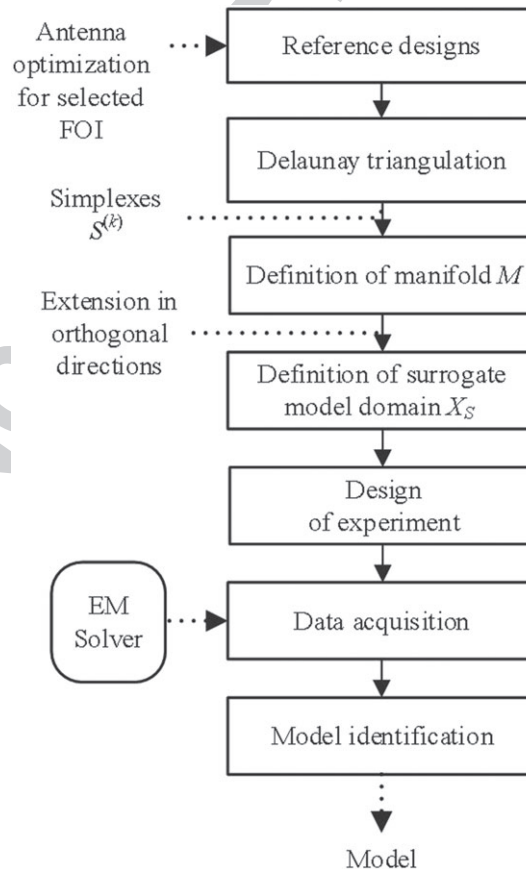 Antenna
optimization
for selected
FOI
Reference designs
Delaunay triangulation
Simplexes
S(k)
Definition of manifold M
Extension in
orthogonal
directions
Definition of surrogate
model domain XS
Design
of experiment
EM
Solver
Data acquisition
Model identification
Model